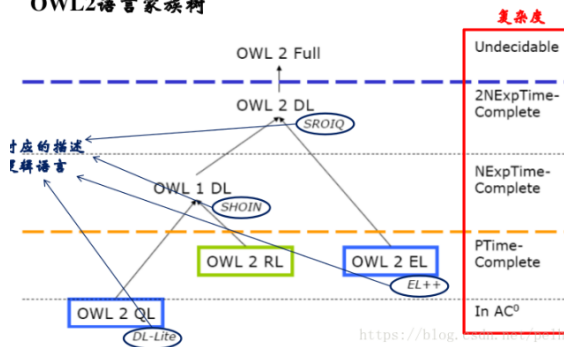 OWL2语言家族树
复杂度
OWL 2 Full
Undecidable
OWL 2 DL
2NExpTime-
Complete
SROIQ
对应的描述
逻辑语言
OWL 1 DL
NExpTime-
Complete
SHOIN
OWL 2 RL
OWL 2 EL
PTime-
Complete
EL++
OWL 2 QL
In AC⁰
DL-Lite
https://blog.csdn.net/pelh